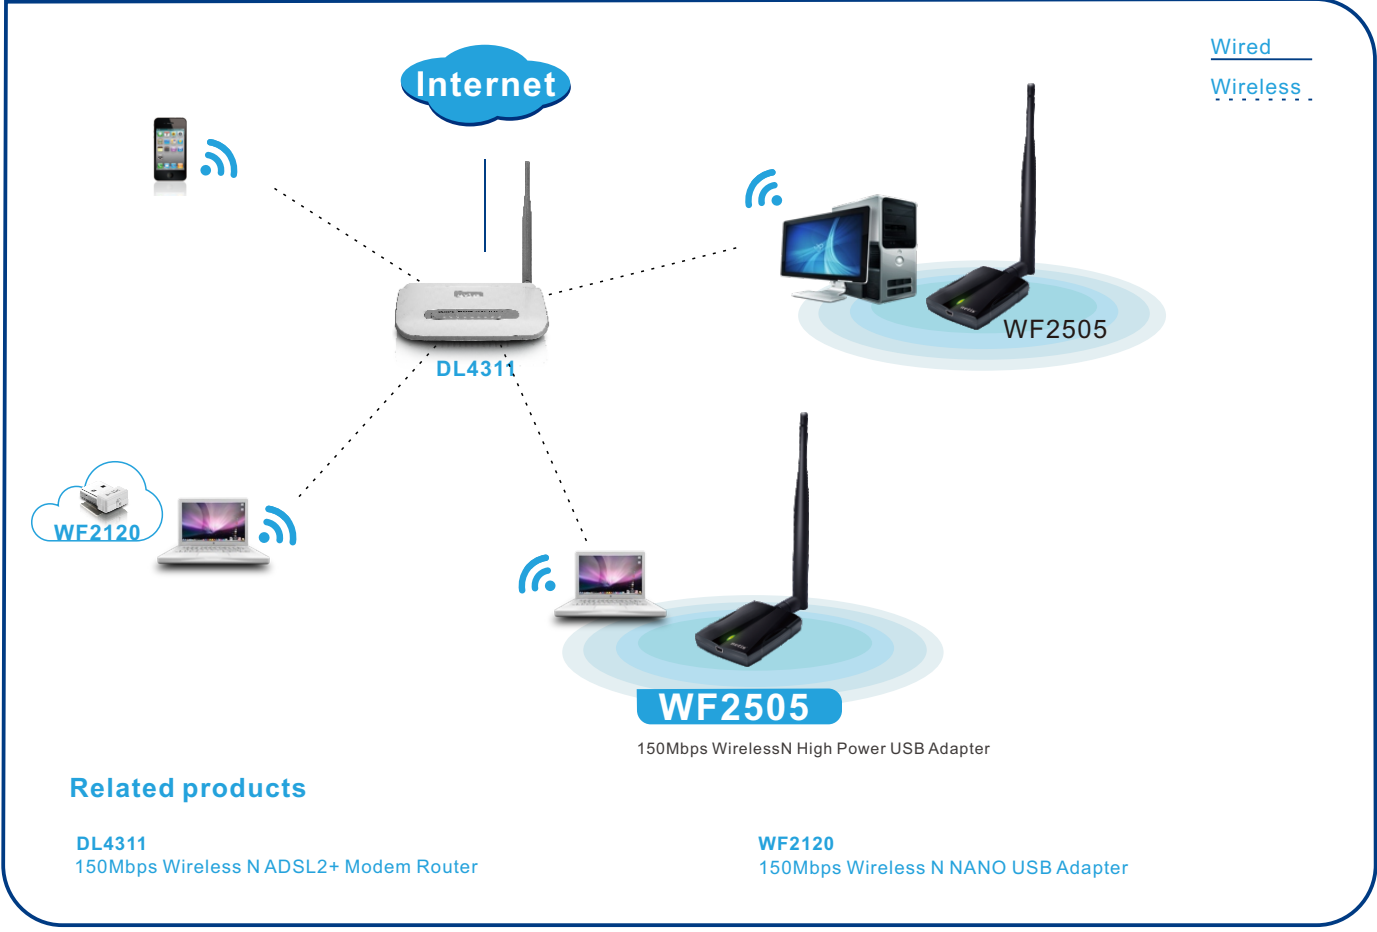 Wired
Internet
Wireless
WF2505
DL4311
WF2120
WF2505
150Mbps WirelessN High Power USB Adapter
Related products
DL4311
150Mbps Wireless N ADSL2+ Modem Router
WF2120
150Mbps Wireless N NANO USB Adapter